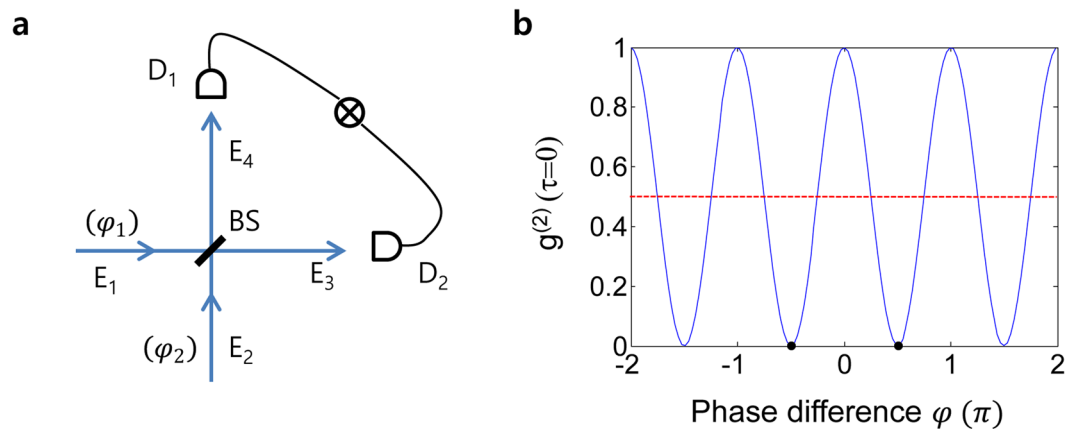 a
D₁
E₄
(φ₁)
BS
E₁
E₃
D₂
(φ₂)
E₂
b
g⁽²⁾ (τ=0)
1
0.8
0.6
0.4
0.2
0
-2
-1
0
1
2
Phase difference φ (π)